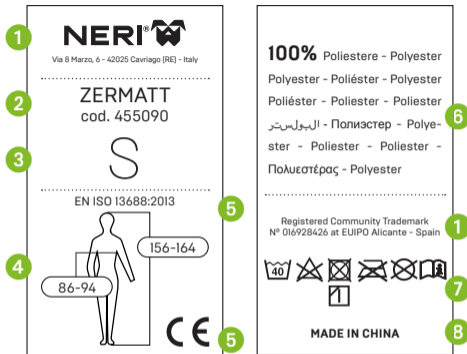 1
NERI®
Via 8 Marzo, 6 - 42025 Cavriago (RE) - Italy
2
ZERMATT
cod. 455090
3
S
EN ISO 13688:2013
5
156-164
4
86-94
CE
5
100% Poliestere - Polyester
Polyester - Poliéster - Polyester
Poliéster - Poliester - Poliester
البولستر - Полиэстер - Polye-
6
ster - Poliester - Poliester -
Πολυεστέρας - Polyester
Registered Community Trademark
N° 016928426 at EUIPO Alicante - Spain
1
40
7
1
MADE IN CHINA
8